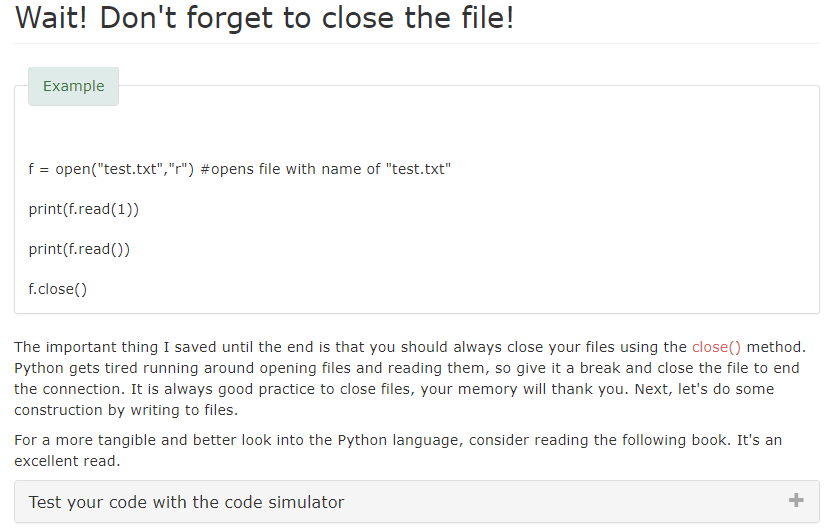 Wait! Don't forget to close the file!
Example
f = open("test.txt","r") #opens file with name of "test.txt"
print(f.read(1))
print(f.read())
f.close()
The important thing I saved until the end is that you should always close your files using the close() method.
Python gets tired running around opening files and reading them, so give it a break and close the file to end
the connection. It is always good practice to close files, your memory will thank you. Next, let's do some
construction by writing to files.
For a more tangible and better look into the Python language, consider reading the following book. It's an
excellent read.
Test your code with the code simulator